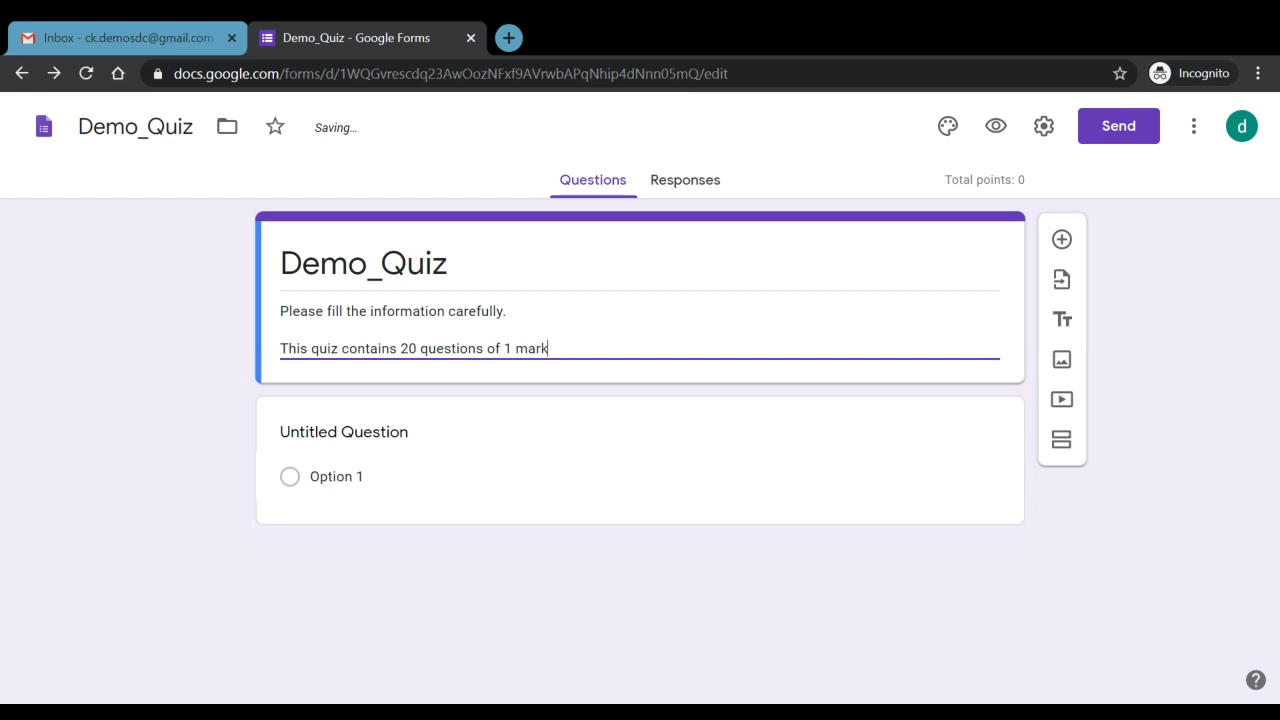 Inbox - ck.demosdc@gmail.com
Demo_Quiz - Google Forms
docs.google.com/forms/d/1WQGvrescdq23AwOozNFxf9AVrwbAPqNhip4dNnn05mQ/edit
Incognito
Demo_Quiz
Saving...
Send
d
Questions
Responses
Total points: 0
Demo_Quiz
Please fill the information carefully.
This quiz contains 20 questions of 1 mark
Untitled Question
Option 1